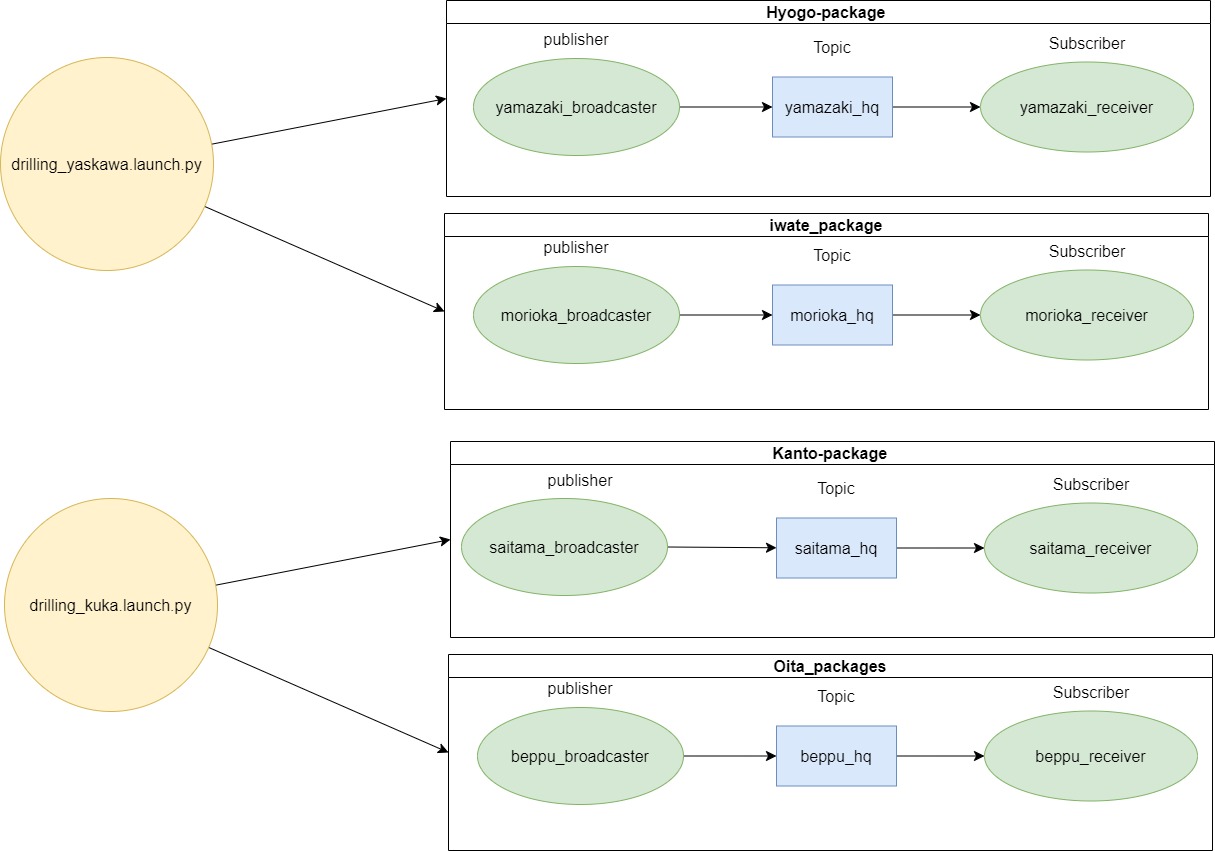 Hyogo-package
publisher
Topic
Subscriber
drilling_yaskawa.launch.py
yamazaki_broadcaster
yamazaki_hq
yamazaki_receiver
iwate_package
publisher
Topic
Subscriber
morioka_broadcaster
morioka_hq
morioka_receiver
Kanto-package
publisher
Topic
Subscriber
drilling_kuka.launch.py
saitama_broadcaster
saitama_hq
saitama_receiver
Oita_packages
publisher
Topic
Subscriber
beppu_broadcaster
beppu_hq
beppu_receiver